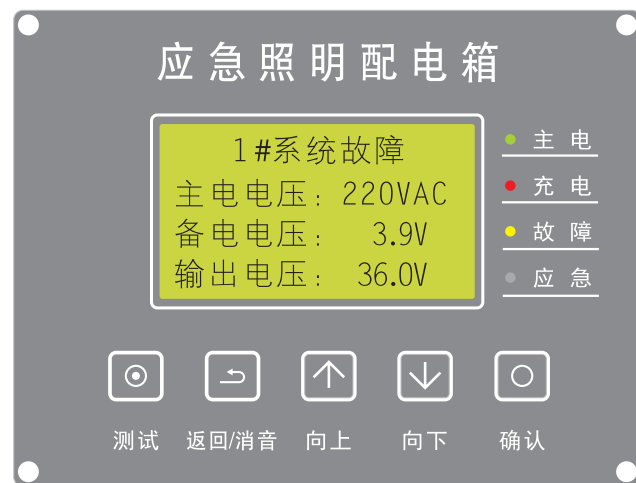 应急照明配电箱
1#系统故障
主电电压: 220VAC
备电电压: 3.9V
输出电压: 36.0V
主电
充电
故障
应急
测试 返回/消音 向上 向下 确认